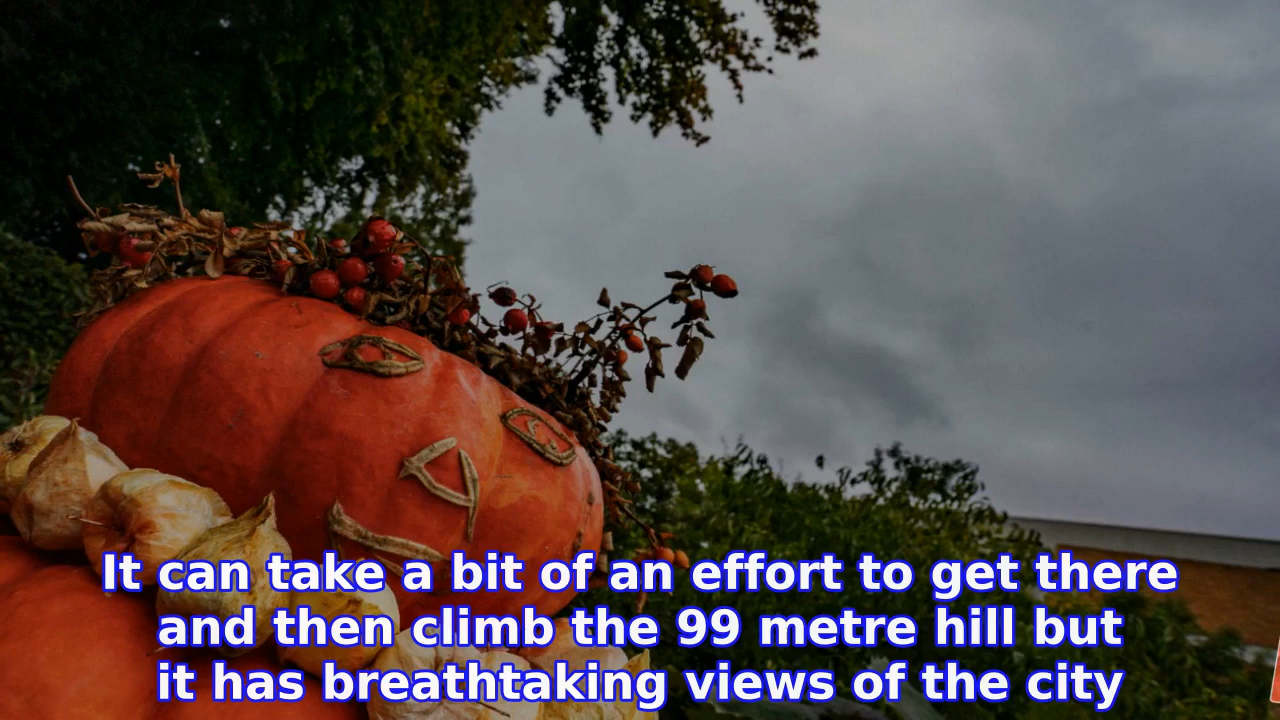 It can take a bit of an effort to get there
and then climb the 99 metre hill but
it has breathtaking views of the city